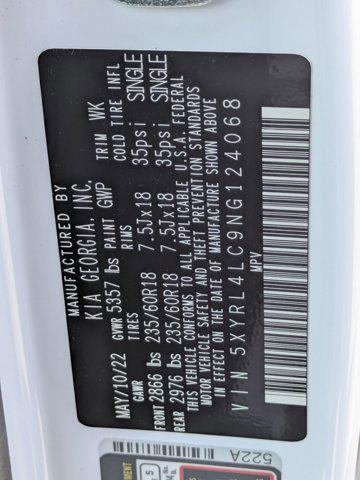 MANUFACTURED BY
KIA GEORGIA, INC.
MAY/10/22 GVWR 5357 lbs PAINT GWP TRIM WK
GAWR TIRES RIMS COLD TIRE INFL
FRONT 2866 lbs 235/60R18 7.5Jx18 35psi SINGLE
REAR 2976 lbs 235/60R18 7.5Jx18 35psi SINGLE
THIS VEHICLE CONFORMS TO ALL APPLICABLE U.S.A. FEDERAL
MOTOR VEHICLE SAFETY AND THEFT PREVENTION STANDARDS
IN EFFECT ON THE DATE OF MANUFACTURE SHOWN ABOVE
VIN 5XYRL4LC9NG124068
MPV
522A